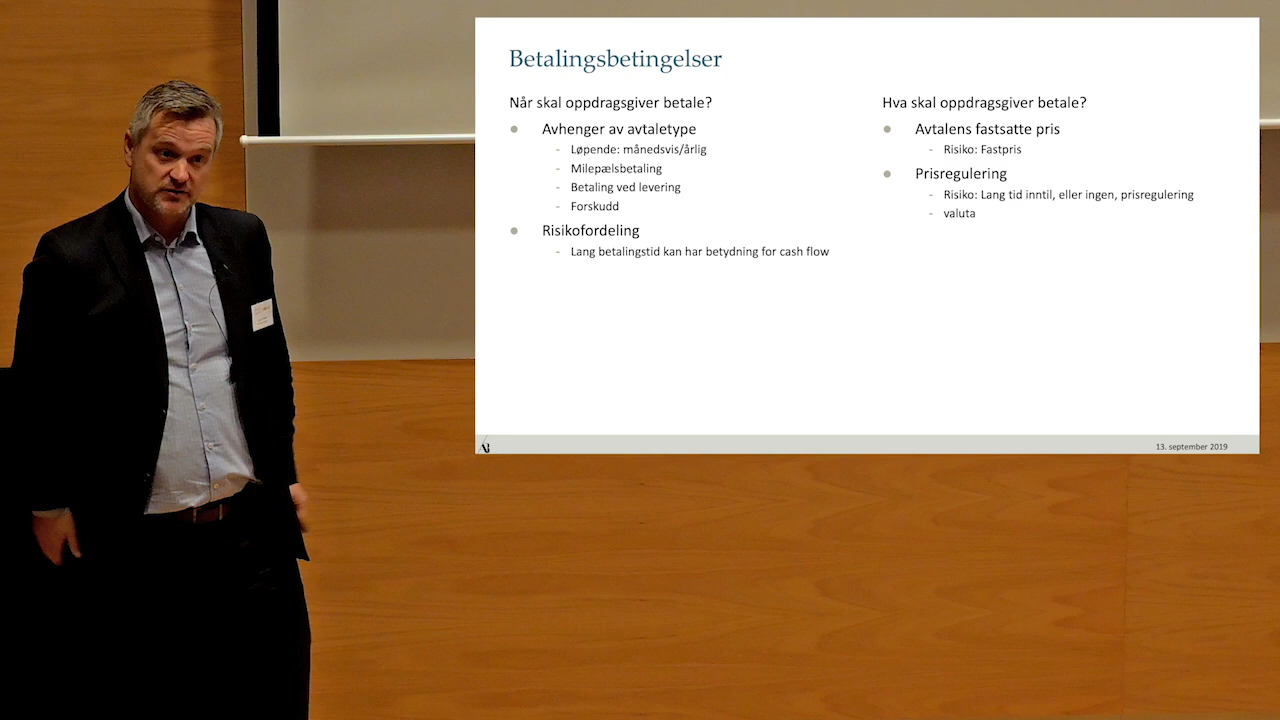 Betalingsbetingelser
Når skal oppdragsgiver betale?
● Avhenger av avtaletype
- Løpende: månedsvis/årlig
- Milepælsbetaling
- Betaling ved levering
- Forskudd
● Risikofordeling
- Lang betalingstid kan har betydning for cash flow
Hva skal oppdragsgiver betale?
● Avtalens fastsatte pris
- Risiko: Fastpris
● Prisregulering
- Risiko: Lang tid inntil, eller ingen, prisregulering
- valuta
13. september 2019